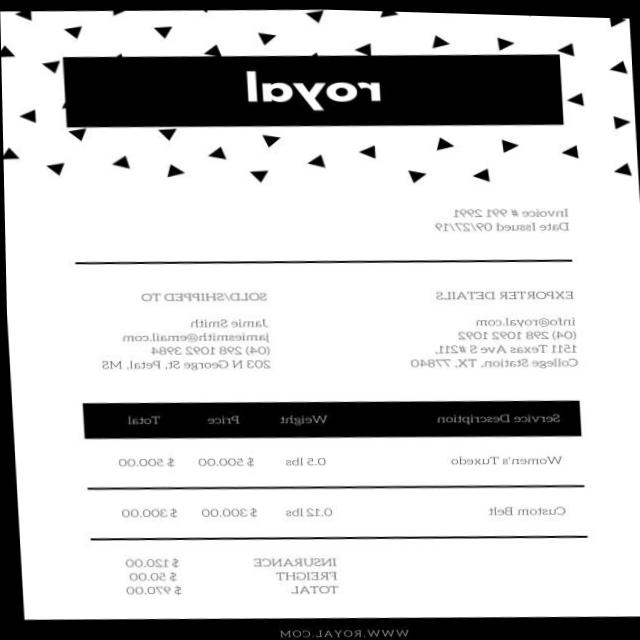 royal
Invoice # 991 2991
Date Issued 09/27/19
EXPORTER DETAILS
info@royal.com
(04) 298 1092 1092
1511 Texas Ave S #211,
College Station, TX, 77840
SOLD/SHIPPED TO
Jamie Smith
jamiesmith@email.com
(04) 298 1092 3984
203 N George St, Petal, MS
Service Description Weight Price Total
Women's Tuxedo 0.5 lbs $ 500.00 $ 500.00
Custom Belt 0.12 lbs $ 300.00 $ 300.00
INSURANCE $ 120.00
FREIGHT $ 50.00
TOTAL $ 970.00
WWW.ROYAL.COM